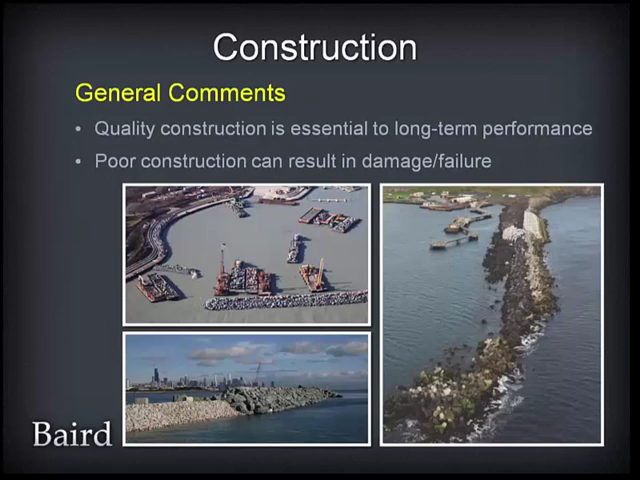 Construction
General Comments
• Quality construction is essential to long-term performance
• Poor construction can result in damage/failure
Baird